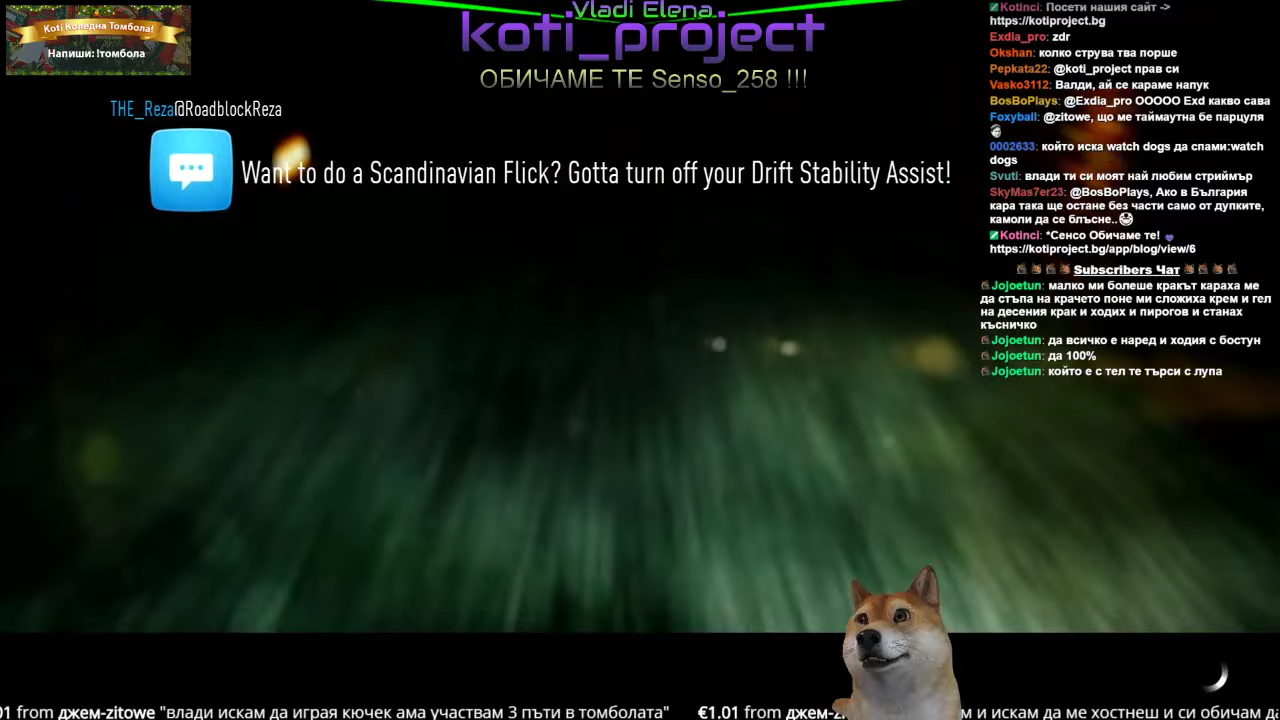 Koti Коледна Томбола!
Напиши: !томбола
Vladi Elena
koti_project
ОБИЧАМЕ ТЕ Senso_258 !!!
THE_Reza@RoadblockReza
Want to do a Scandinavian Flick? Gotta turn off your Drift Stability Assist!
Kotinci: Посети нашия сайт ->
https://kotiproject.bg
Exdia_pro: zdr
Okshan: колко струва тва порше
Pepkata22: @koti_project прав си
Vasko3112: Валди, ай се караме напук
BosBoPlays: @Exdia_pro OOOOO Exd какво сава
Foxyball: @zitowe, що ме таймаутна бе парцуля
0002633: който иска watch dogs да спами:watch
dogs
Svuti: влади ти си моят най любим стриймър
SkyMas7er23: @BosBoPlays, Ако в България
кара така ще остане без части само от дупките,
камоли да се блъсне..
Kotinci: *Сенсо Обичаме те!
https://kotiproject.bg/app/blog/view/6
Subscribers Чат
Jojoetun: малко ми болеше кракът караха ме
да стъпа на крачето поне ми сложиха крем и гел
на десения крак и ходих и пирогов и станах
късничко
Jojoetun: да всичко е наред и ходия с бостун
Jojoetun: да 100%
Jojoetun: който е с тел те търси с лупа
01 from джем-zitowe "влади искам да играя кючек ама участвам 3 пъти в томболата" €1.01 from джем-zi м и искам да ме хостнеш и си обичам д